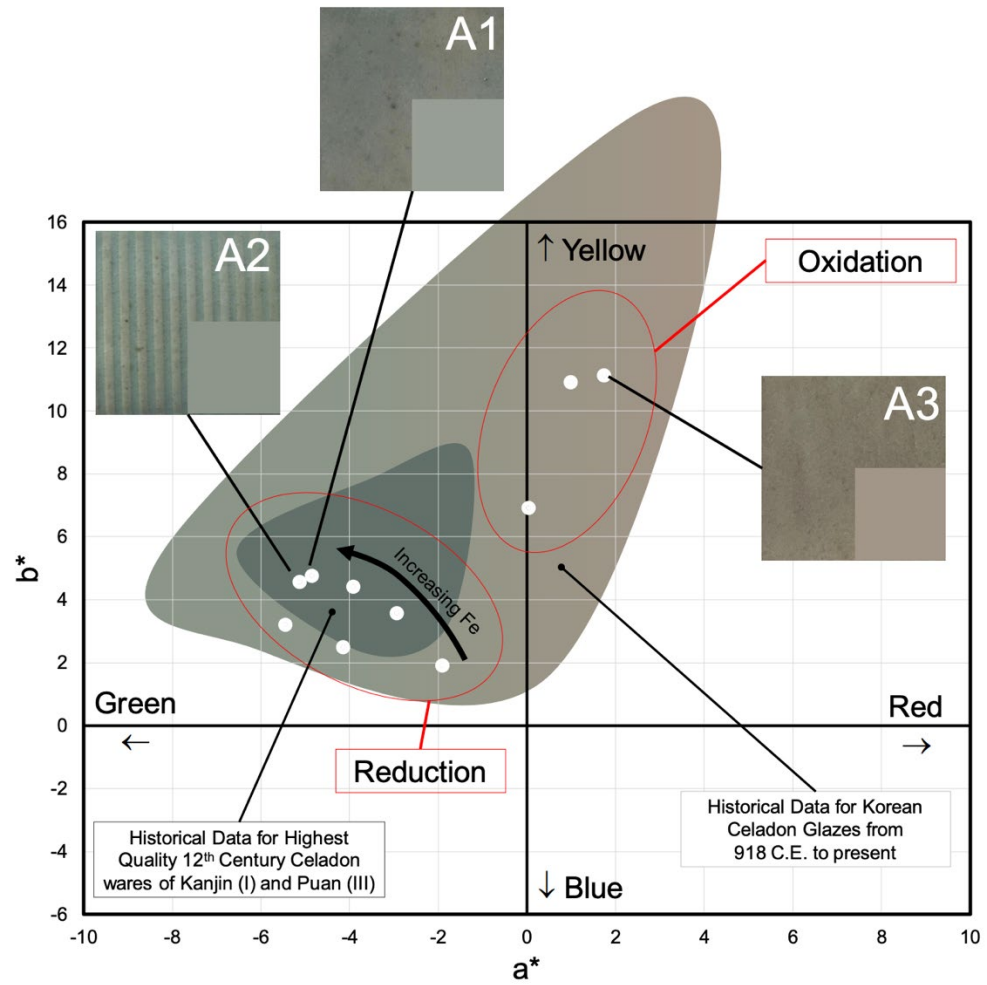 A1
A2
A3
↑ Yellow
Oxidation
Increasing Fe
Green
←
Red
→
Reduction
Historical Data for Highest
Quality 12th Century Celadon
wares of Kanjin (I) and Puan (III)
Historical Data for Korean
Celadon Glazes from
918 C.E. to present
↓ Blue
16
14
12
10
8
6
4
2
0
-2
-4
-6
b*
-10
-8
-6
-4
-2
0
2
4
6
8
10
a*